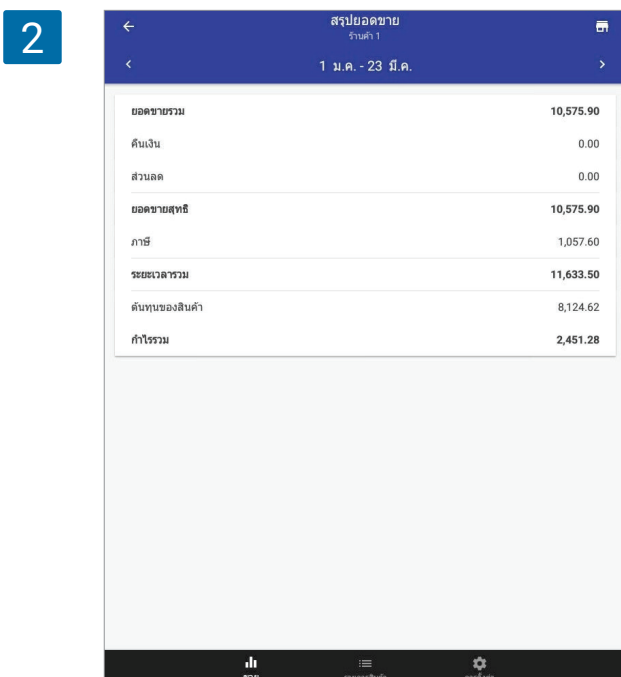 2
สรุปยอดขาย
ร้านค้า 1
1 ม.ค. - 23 มี.ค.
ยอดขายรวม 10,575.90
คืนเงิน 0.00
ส่วนลด 0.00
ยอดขายสุทธิ 10,575.90
ภาษี 1,057.60
ระยะเวลารวม 11,633.50
ต้นทุนของสินค้า 8,124.62
กำไรรวม 2,451.28